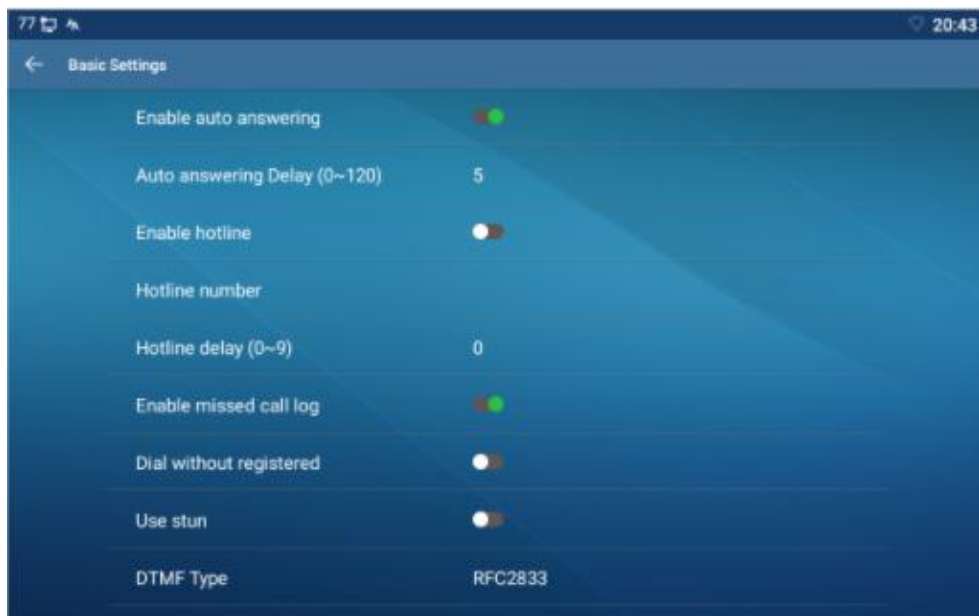 77 20:43
Basic Settings
Enable auto answering
Auto answering Delay (0~120) 5
Enable hotline
Hotline number
Hotline delay (0~9) 0
Enable missed call log
Dial without registered
Use stun
DTMF Type RFC2833